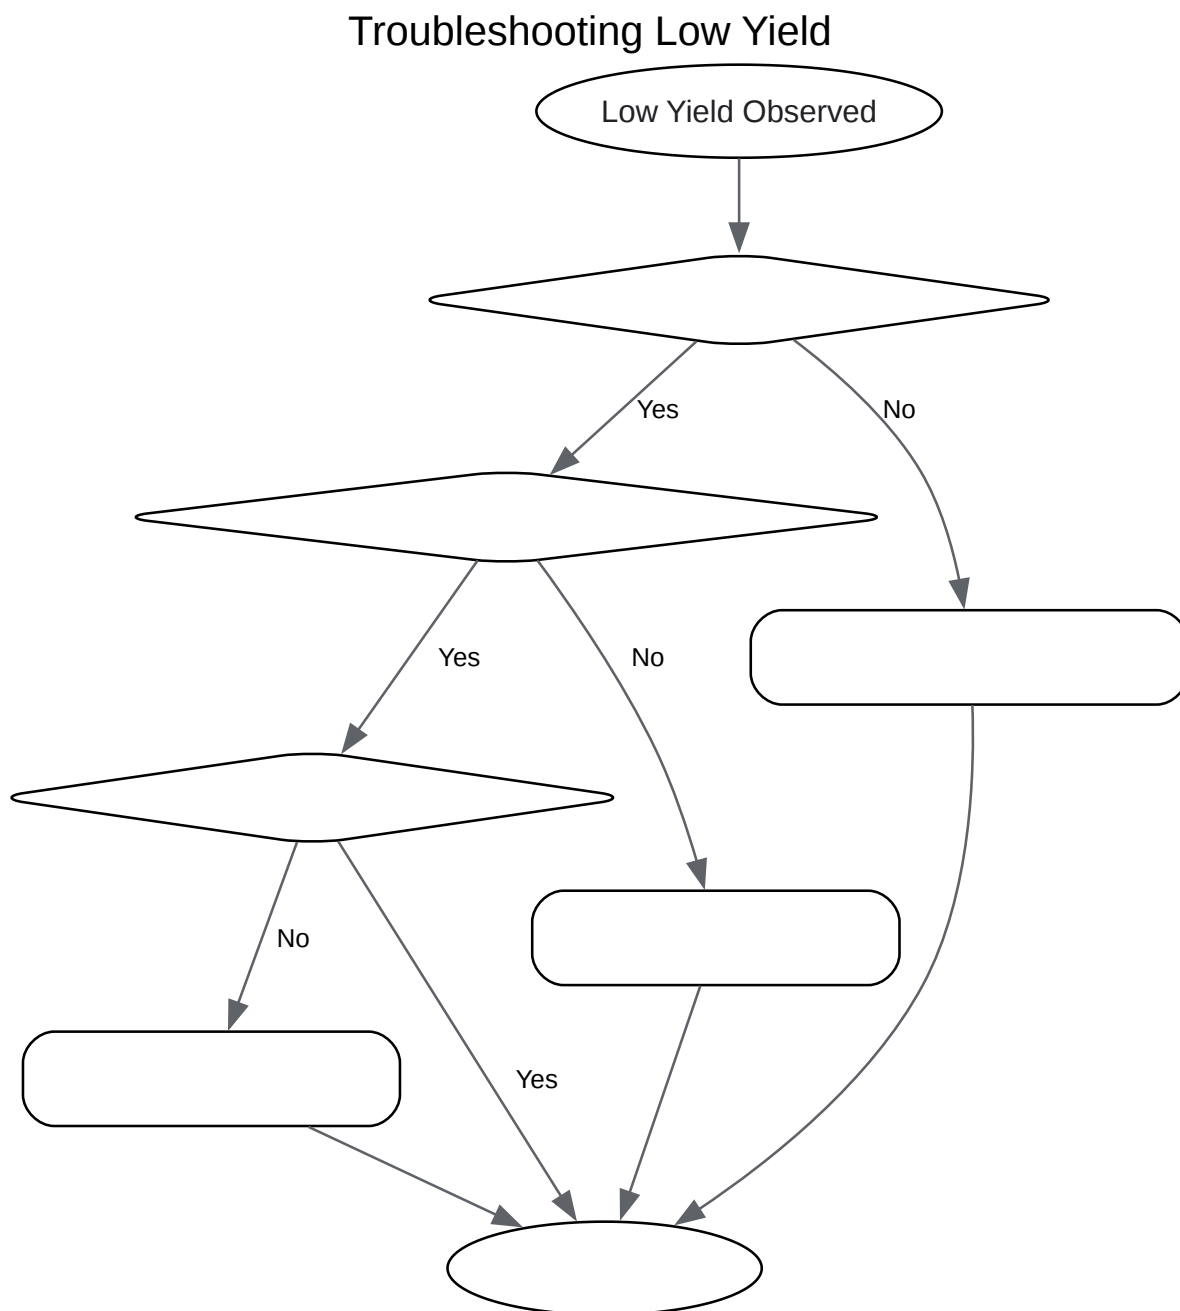 Troubleshooting Low Yield
Low Yield Observed
Yes
No
Yes
No
No
Yes